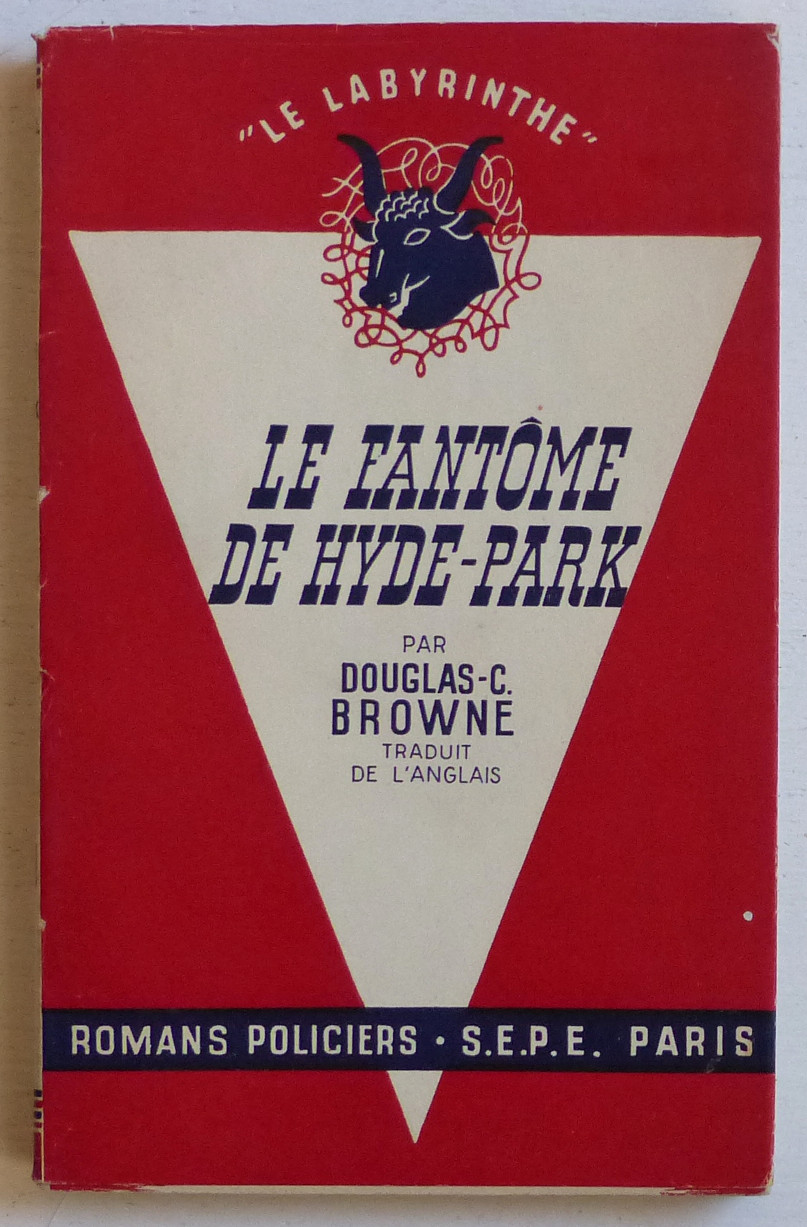 "LE LABYRINTHE"
LE FANTÔME
DE HYDE-PARK
PAR
DOUGLAS-C.
BROWNE
TRADUIT
DE L'ANGLAIS
ROMANS POLICIERS • S.E.P.E. PARIS